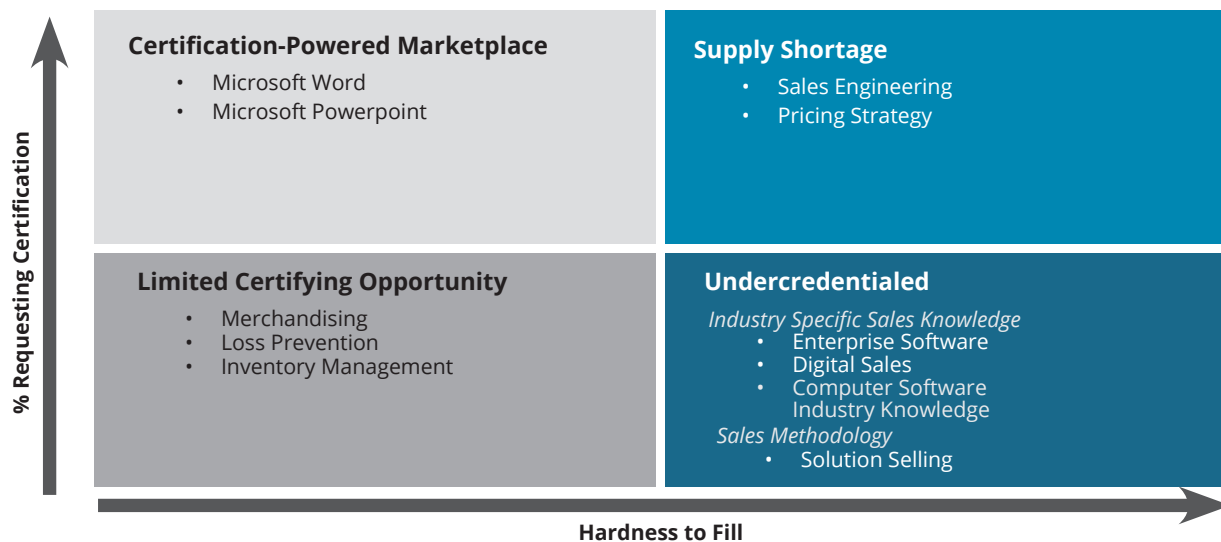 % Requesting Certification
Certification-Powered Marketplace
• Microsoft Word
• Microsoft Powerpoint
Supply Shortage
• Sales Engineering
• Pricing Strategy
Limited Certifying Opportunity
• Merchandising
• Loss Prevention
• Inventory Management
Undercredentialed
Industry Specific Sales Knowledge
• Enterprise Software
• Digital Sales
• Computer Software
Industry Knowledge
Sales Methodology
• Solution Selling
Hardness to Fill